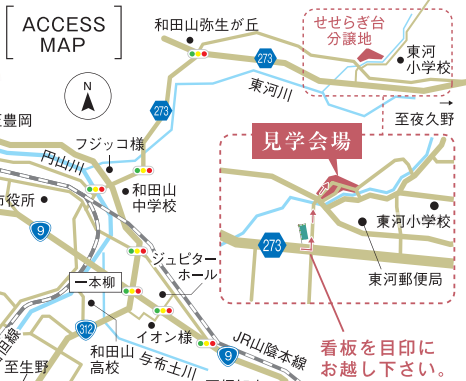 ACCESS
MAP
N
和田山弥生が丘
せせらぎ台
分譲地
東河
小学校
273
東河川
至夜久野
至豊岡
273
フジッコ様
円山川
和田山
中学校
市役所
9
見学会場
東河小学校
273
東河郵便局
ジュピター
ホール
一本柳
312
和田山
高校
イオン様
9
JR山陰本線
与布土川
至生野
看板を目印に
お越し下さい。